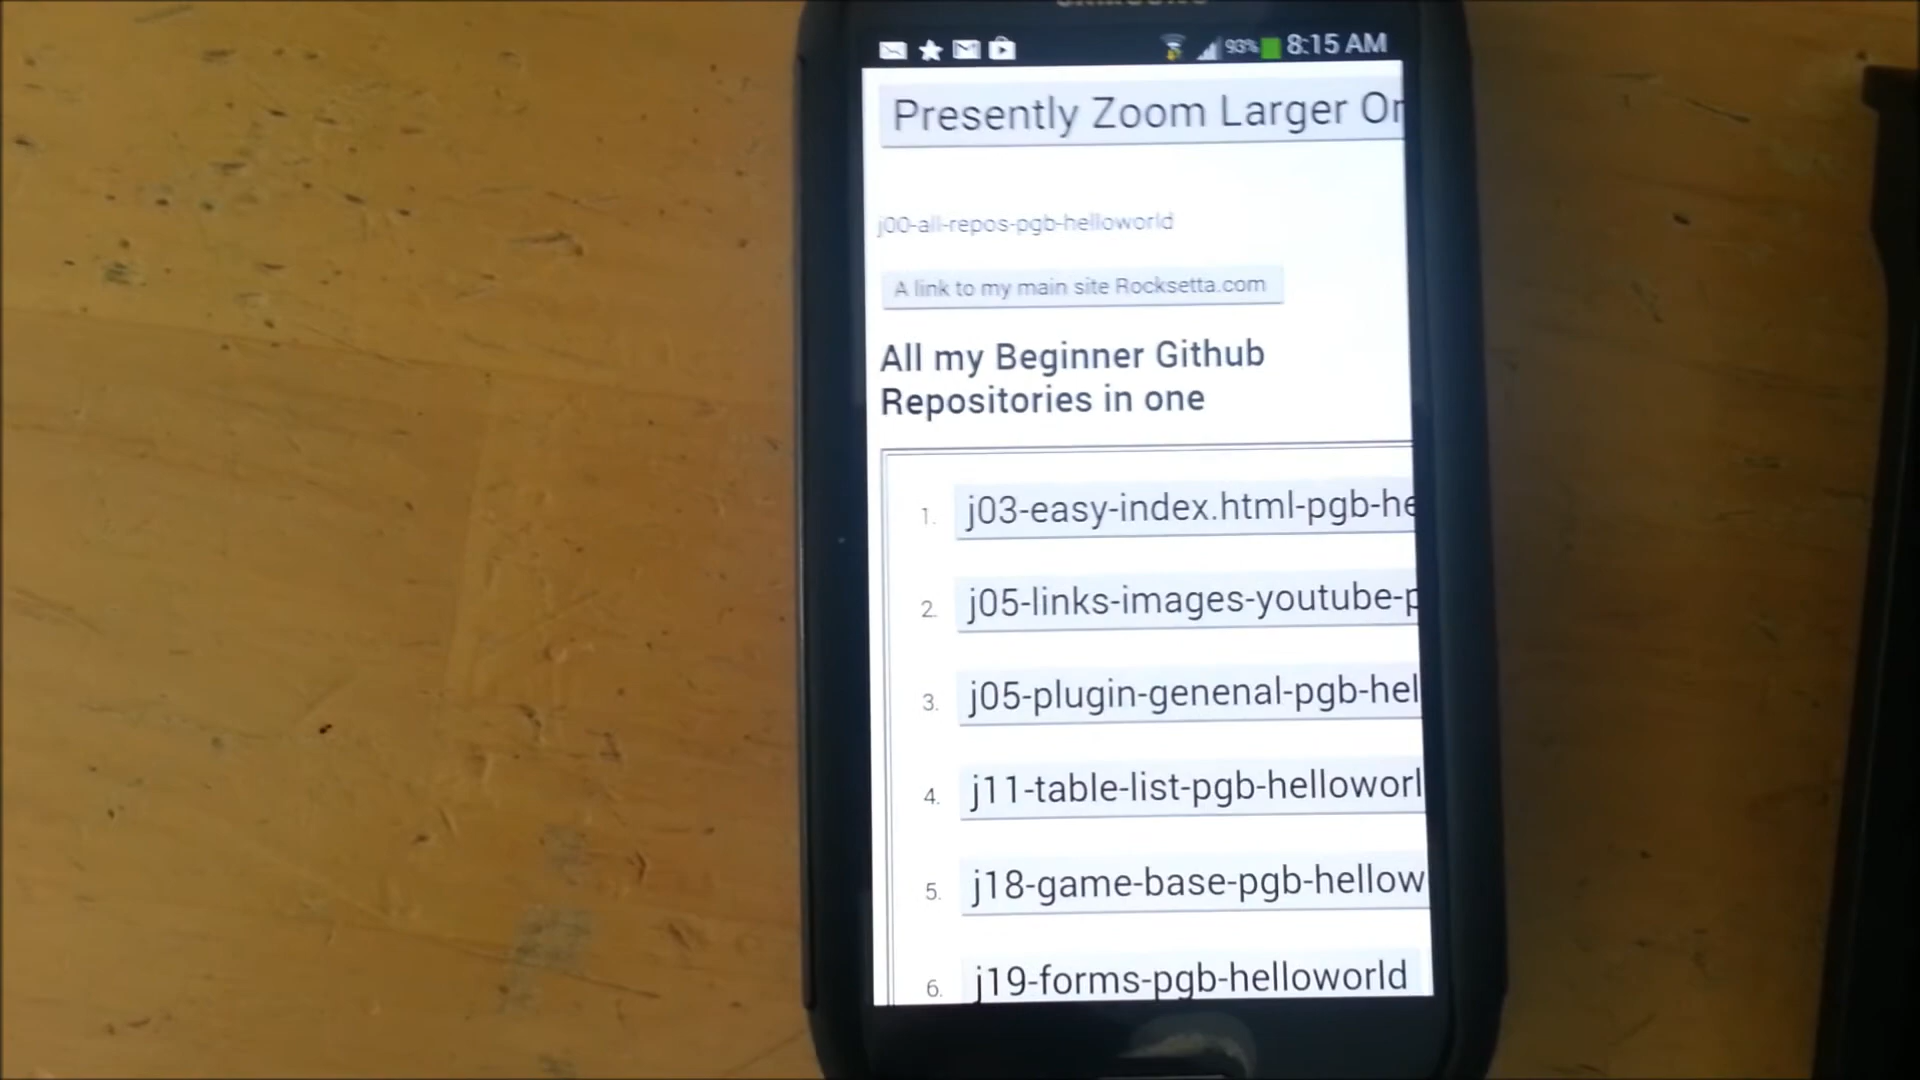 SAMSUNG
93% 8:15 AM
Presently Zoom Larger Or
j00-all-repos-pgb-helloworld
A link to my main site Rocksetta.com
All my Beginner Github
Repositories in one
1. j03-easy-index.html-pgb-he
2. j05-links-images-youtube-p
3. j05-plugin-genenal-pgb-hel
4. j11-table-list-pgb-helloworl
5. j18-game-base-pgb-hellow
6. j19-forms-pgb-helloworld